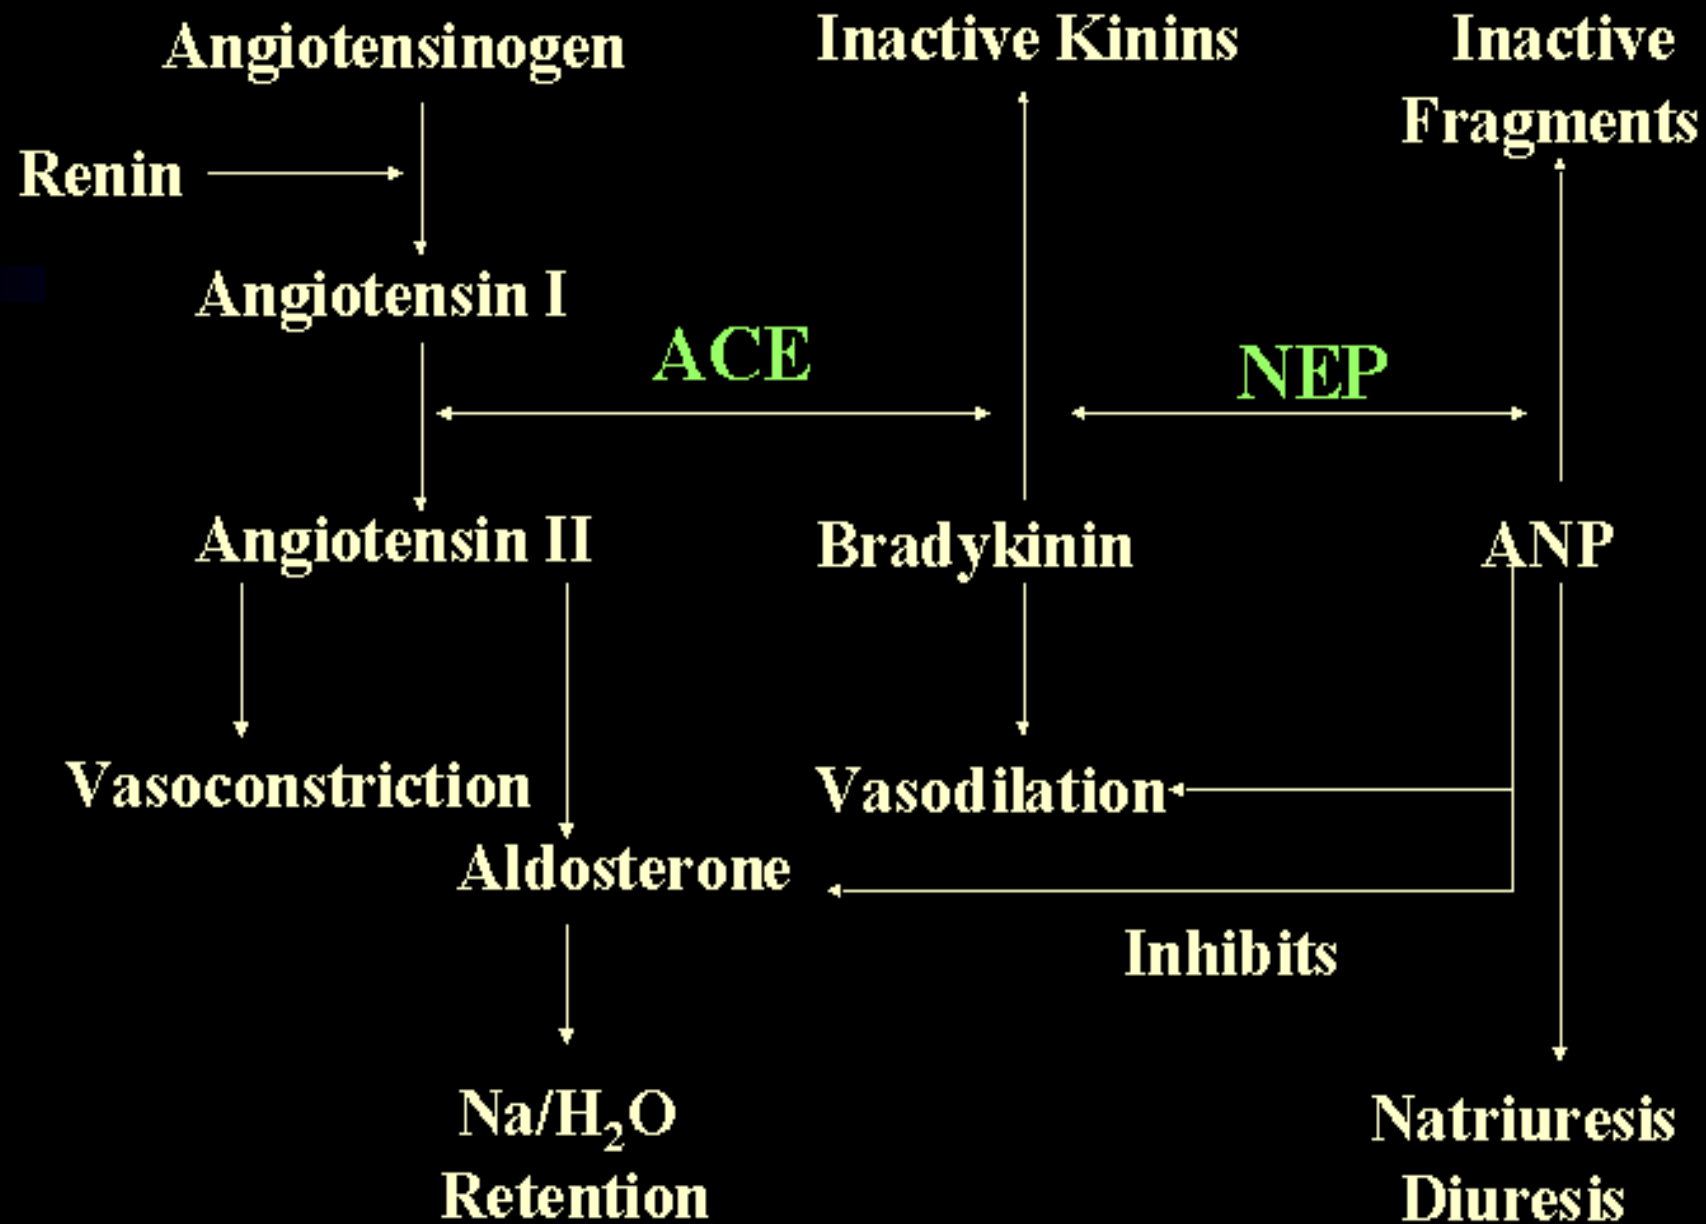 Angiotensinogen
Inactive Kinins
Inactive
Fragments
Renin
Angiotensin I
ACE
NEP
Angiotensin II
Bradykinin
ANP
Vasoconstriction
Vasodilation
Aldosterone
Inhibits
Na/H₂O
Retention
Natriuresis
Diuresis